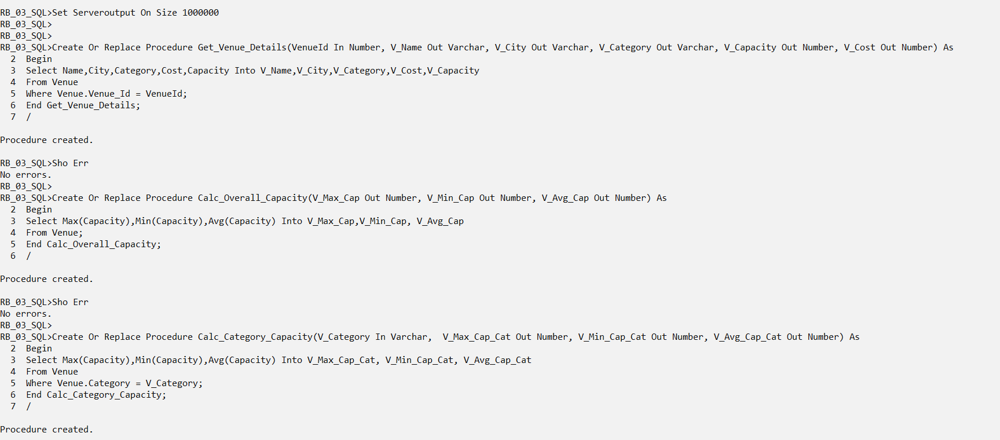 RB_03_SQL>Set Serveroutput On Size 1000000
RB_03_SQL>
RB_03_SQL>
RB_03_SQL>Create Or Replace Procedure Get_Venue_Details(VenueId In Number, V_Name Out Varchar, V_City Out Varchar, V_Category Out Varchar, V_Capacity Out Number, V_Cost Out Number) As
  2  Begin
  3  Select Name,City,Category,Cost,Capacity Into V_Name,V_City,V_Category,V_Cost,V_Capacity
  4  From Venue
  5  Where Venue.Venue_Id = VenueId;
  6  End Get_Venue_Details;
  7  /

Procedure created.

RB_03_SQL>Sho Err
No errors.
RB_03_SQL>
RB_03_SQL>Create Or Replace Procedure Calc_Overall_Capacity(V_Max_Cap Out Number, V_Min_Cap Out Number, V_Avg_Cap Out Number) As
  2  Begin
  3  Select Max(Capacity),Min(Capacity),Avg(Capacity) Into V_Max_Cap,V_Min_Cap, V_Avg_Cap
  4  From Venue;
  5  End Calc_Overall_Capacity;
  6  /

Procedure created.

RB_03_SQL>Sho Err
No errors.
RB_03_SQL>
RB_03_SQL>Create Or Replace Procedure Calc_Category_Capacity(V_Category In Varchar,  V_Max_Cap_Cat Out Number, V_Min_Cap_Cat Out Number, V_Avg_Cap_Cat Out Number) As
  2  Begin
  3  Select Max(Capacity),Min(Capacity),Avg(Capacity) Into V_Max_Cap_Cat, V_Min_Cap_Cat, V_Avg_Cap_Cat
  4  From Venue
  5  Where Venue.Category = V_Category;
  6  End Calc_Category_Capacity;
  7  /

Procedure created.